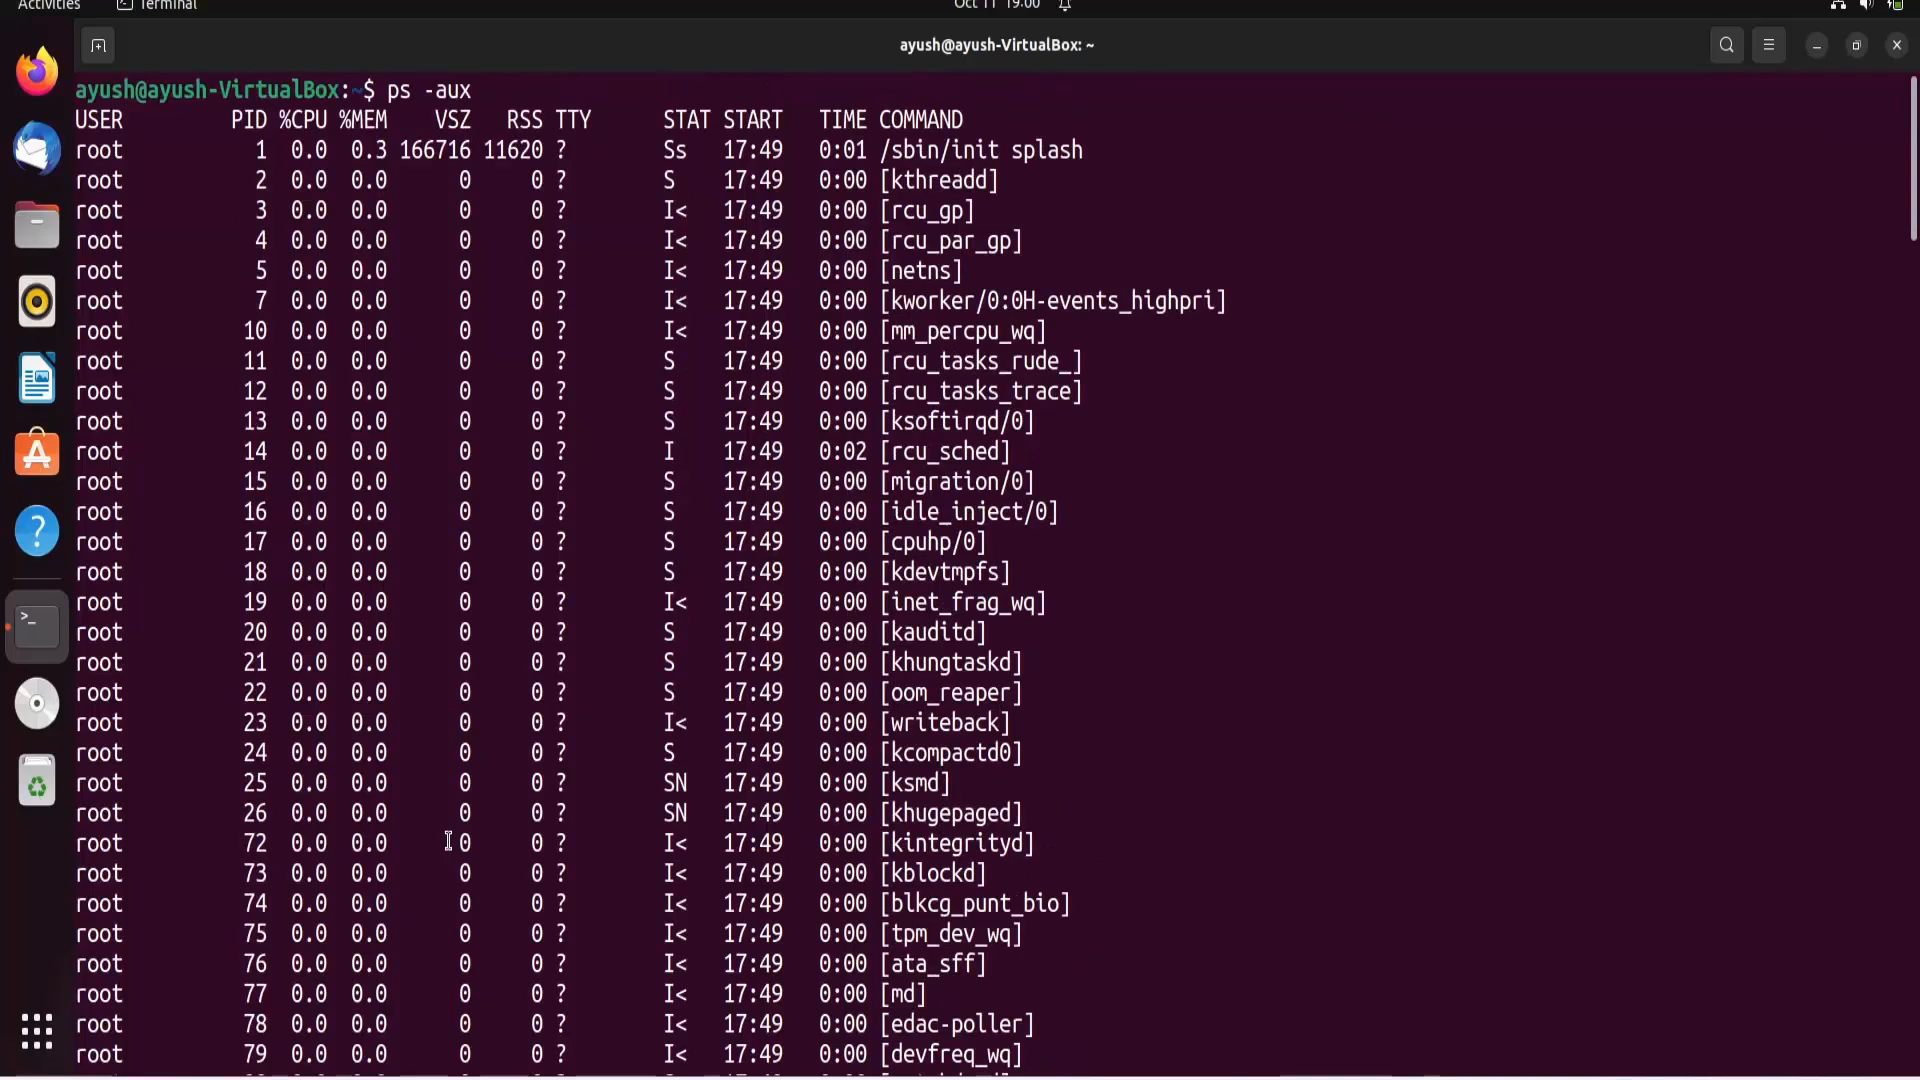 Activities Terminal Oct 11 19:00
ayush@ayush-VirtualBox: ~
ayush@ayush-VirtualBox:~$ ps -aux
USER PID %CPU %MEM VSZ RSS TTY STAT START TIME COMMAND
root 1 0.0 0.3 166716 11620 ? Ss 17:49 0:01 /sbin/init splash
root 2 0.0 0.0 0 0 ? S 17:49 0:00 [kthreadd]
root 3 0.0 0.0 0 0 ? I< 17:49 0:00 [rcu_gp]
root 4 0.0 0.0 0 0 ? I< 17:49 0:00 [rcu_par_gp]
root 5 0.0 0.0 0 0 ? I< 17:49 0:00 [netns]
root 7 0.0 0.0 0 0 ? I< 17:49 0:00 [kworker/0:0H-events_highpri]
root 10 0.0 0.0 0 0 ? I< 17:49 0:00 [mm_percpu_wq]
root 11 0.0 0.0 0 0 ? S 17:49 0:00 [rcu_tasks_rude_]
root 12 0.0 0.0 0 0 ? S 17:49 0:00 [rcu_tasks_trace]
root 13 0.0 0.0 0 0 ? S 17:49 0:00 [ksoftirqd/0]
root 14 0.0 0.0 0 0 ? I 17:49 0:02 [rcu_sched]
root 15 0.0 0.0 0 0 ? S 17:49 0:00 [migration/0]
root 16 0.0 0.0 0 0 ? S 17:49 0:00 [idle_inject/0]
root 17 0.0 0.0 0 0 ? S 17:49 0:00 [cpuhp/0]
root 18 0.0 0.0 0 0 ? S 17:49 0:00 [kdevtmpfs]
root 19 0.0 0.0 0 0 ? I< 17:49 0:00 [inet_frag_wq]
root 20 0.0 0.0 0 0 ? S 17:49 0:00 [kauditd]
root 21 0.0 0.0 0 0 ? S 17:49 0:00 [khungtaskd]
root 22 0.0 0.0 0 0 ? S 17:49 0:00 [oom_reaper]
root 23 0.0 0.0 0 0 ? I< 17:49 0:00 [writeback]
root 24 0.0 0.0 0 0 ? S 17:49 0:00 [kcompactd0]
root 25 0.0 0.0 0 0 ? SN 17:49 0:00 [ksmd]
root 26 0.0 0.0 0 0 ? SN 17:49 0:00 [khugepaged]
root 72 0.0 0.0 0 0 ? I< 17:49 0:00 [kintegrityd]
root 73 0.0 0.0 0 0 ? I< 17:49 0:00 [kblockd]
root 74 0.0 0.0 0 0 ? I< 17:49 0:00 [blkcg_punt_bio]
root 75 0.0 0.0 0 0 ? I< 17:49 0:00 [tpm_dev_wq]
root 76 0.0 0.0 0 0 ? I< 17:49 0:00 [ata_sff]
root 77 0.0 0.0 0 0 ? I< 17:49 0:00 [md]
root 78 0.0 0.0 0 0 ? I< 17:49 0:00 [edac-poller]
root 79 0.0 0.0 0 0 ? I< 17:49 0:00 [devfreq_wq]